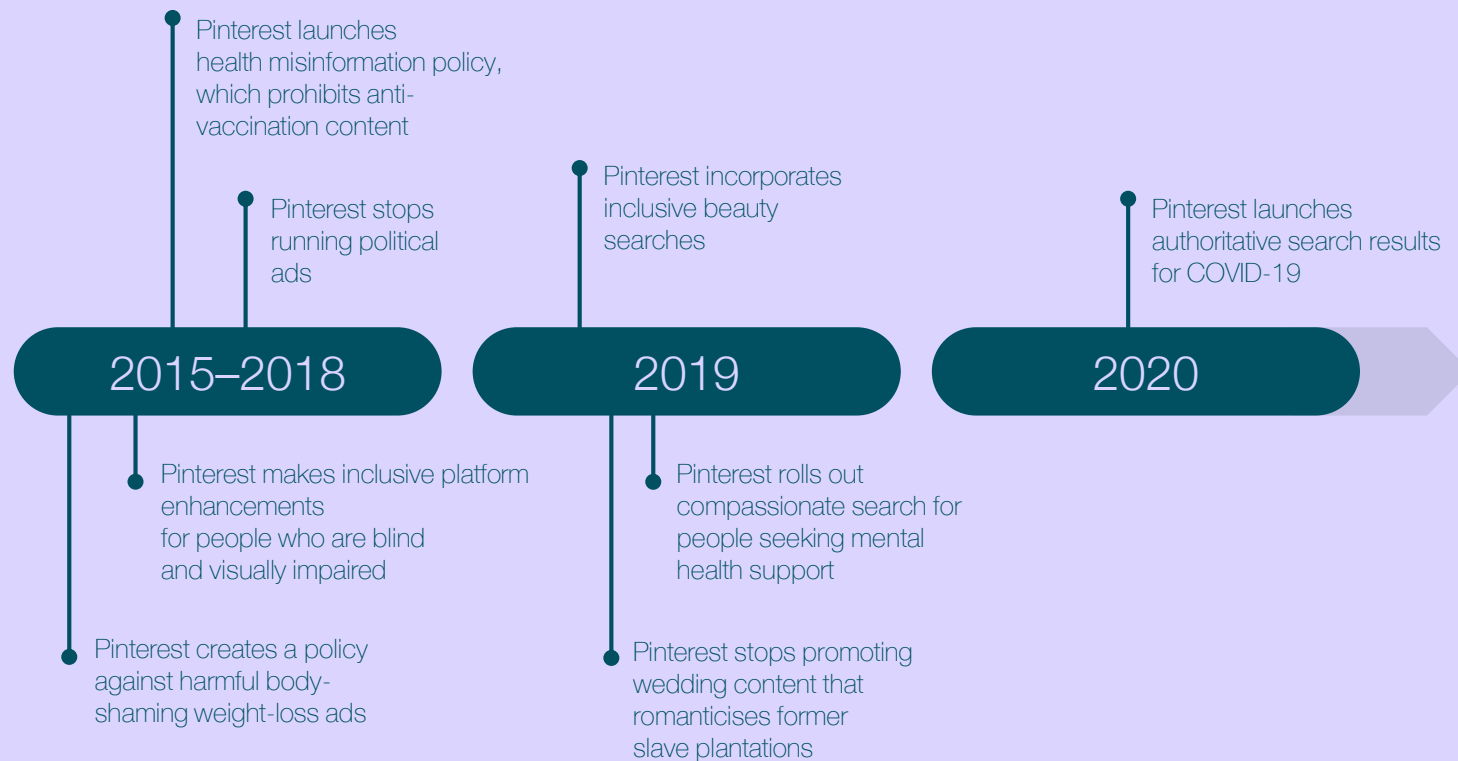 Pinterest launches
health misinformation policy,
which prohibits anti-
vaccination content
Pinterest stops
running political
ads
Pinterest incorporates
inclusive beauty
searches
Pinterest launches
authoritative search results
for COVID-19
2015–2018
2019
2020
Pinterest makes inclusive platform
enhancements
for people who are blind
and visually impaired
Pinterest creates a policy
against harmful body-
shaming weight-loss ads
Pinterest rolls out
compassionate search for
people seeking mental
health support
Pinterest stops promoting
wedding content that
romanticises former
slave plantations